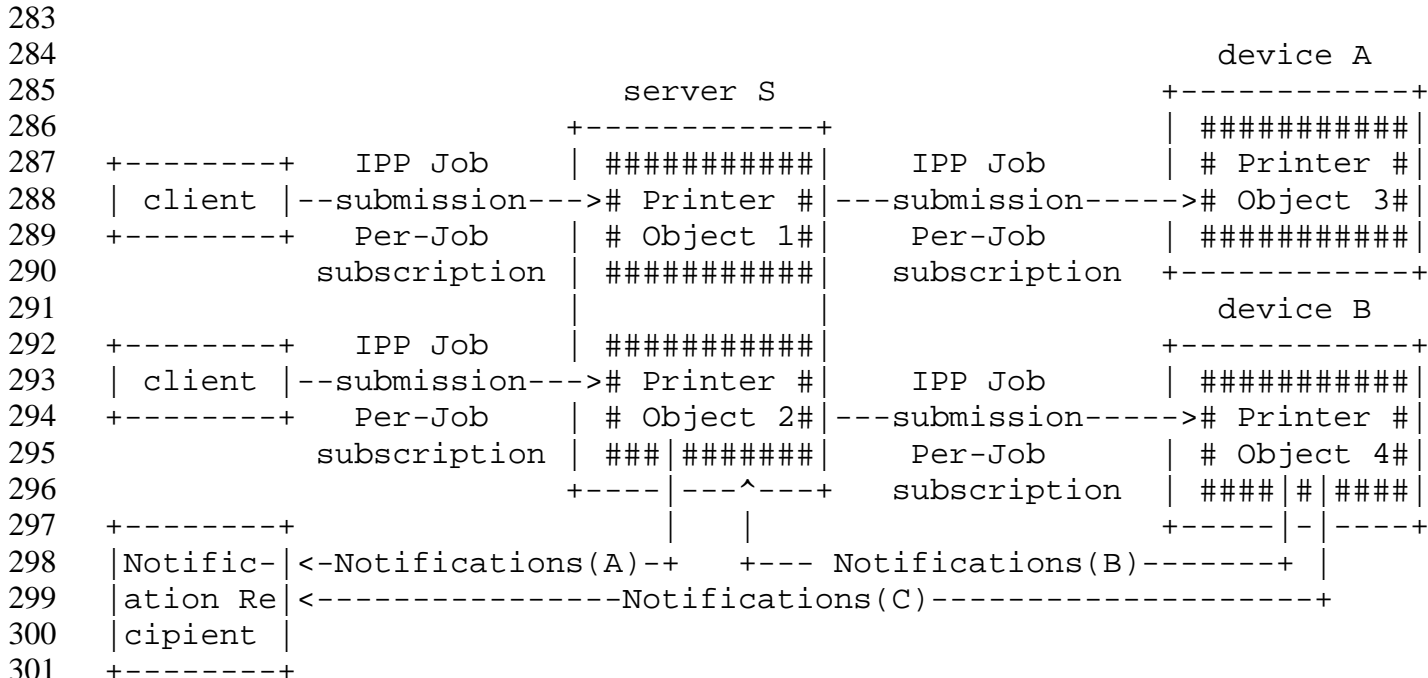 283
284                                                                        device A
285                                   server S                        +------------+
286                               +------------+                     | ###########|
287   +--------+   IPP Job    | ###########|     IPP Job       | # Printer #|
288   | client |--submission---># Printer #|---submission-----># Object 3#|
289   +--------+   Per-Job    | # Object 1#|     Per-Job       | ###########|
290                subscription | ###########|    subscription  +------------+
291                             |            |                        device B
292   +--------+   IPP Job    | ###########|                     +------------+
293   | client |--submission---># Printer #|     IPP Job       | ###########|
294   +--------+   Per-Job    | # Object 2#|---submission-----># Printer #|
295                subscription | ###|#######|     Per-Job       | # Object 4#|
296                             +----|---^---+    subscription  | ####|#|####|
297   +--------+                     |   |                        +-----|-|----+
298   |Notific-|<-Notifications(A)-+   +--- Notifications(B)-------+ |
299   |ation Re|<----------------Notifications(C)--------------------+
300   |cipient |
301   +--------+